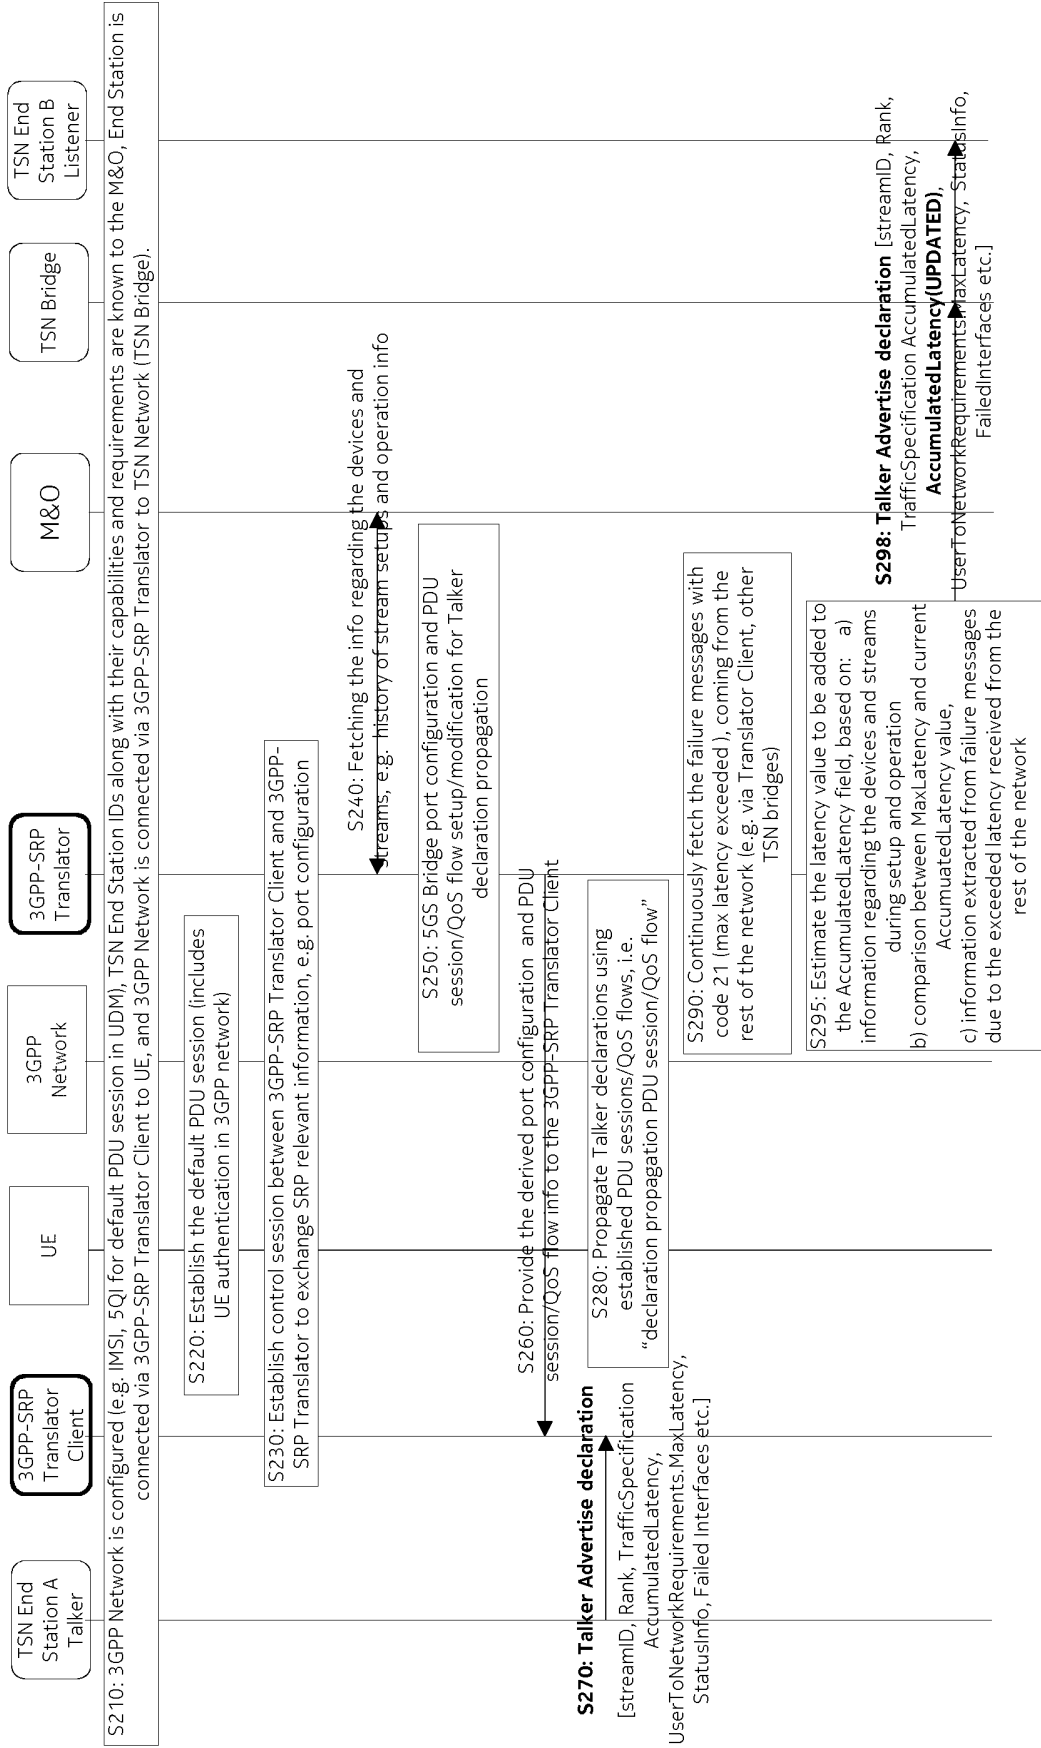 TSN End
Station A
Talker
3GPP-SRP
Translator
Client
UE
3GPP
Network
3GPP-SRP
Translator
M&O
TSN Bridge
TSN End
Station B
Listener
S210: 3GPP Network is configured (e.g. IMSI, 5QI for default PDU session in UDM), TSN End Station IDs along with their capabilities and requirements are known to the M&O, End Station is
connected via 3GPP-SRP Translator Client to UE, and 3GPP Network is connected via 3GPP-SRP Translator to TSN Network (TSN Bridge).
S220: Establish the default PDU session (includes
UE authentication in 3GPP network)
S230: Establish control session between 3GPP-SRP Translator Client and 3GPP-
SRP Translator to exchange SRP relevant information, e.g. port configuration
S240: Fetching the info regarding the devices and
streams, e.g. history of stream setups and operation info
S250: 5GS Bridge port configuration and PDU
session/QoS flow setup/modification for Talker
declaration propagation
S260: Provide the derived port configuration and PDU
session/QoS flow info to the 3GPP-SRP Translator Client
S270: Talker Advertise declaration
[streamID, Rank, TrafficSpecification
AccumulatedLatency,
UserToNetworkRequirements.MaxLatency,
StatusInfo, Failed Interfaces etc.]
S280: Propagate Talker declarations using
established PDU sessions/QoS flows, i.e.
“declaration propagation PDU session/QoS flow”
S290: Continuously fetch the failure messages with
code 21 (max latency exceeded ), coming from the
rest of the network (e.g. via Translator Client, other
TSN bridges)
S295: Estimate the latency value to be added to
the AccumulatedLatency field, based on: a)
information regarding the devices and streams
during setup and operation
b) comparison between MaxLatency and current
AccumuatedLatency value,
c) information extracted from failure messages
due to the exceeded latency received from the
rest of the network
S298: Talker Advertise declaration [streamID, Rank,
TrafficSpecification AccumulatedLatency,
AccumulatedLatency(UPDATED),
UserToNetworkRequirements.MaxLatency, StatusInfo,
FailedInterfaces etc.]